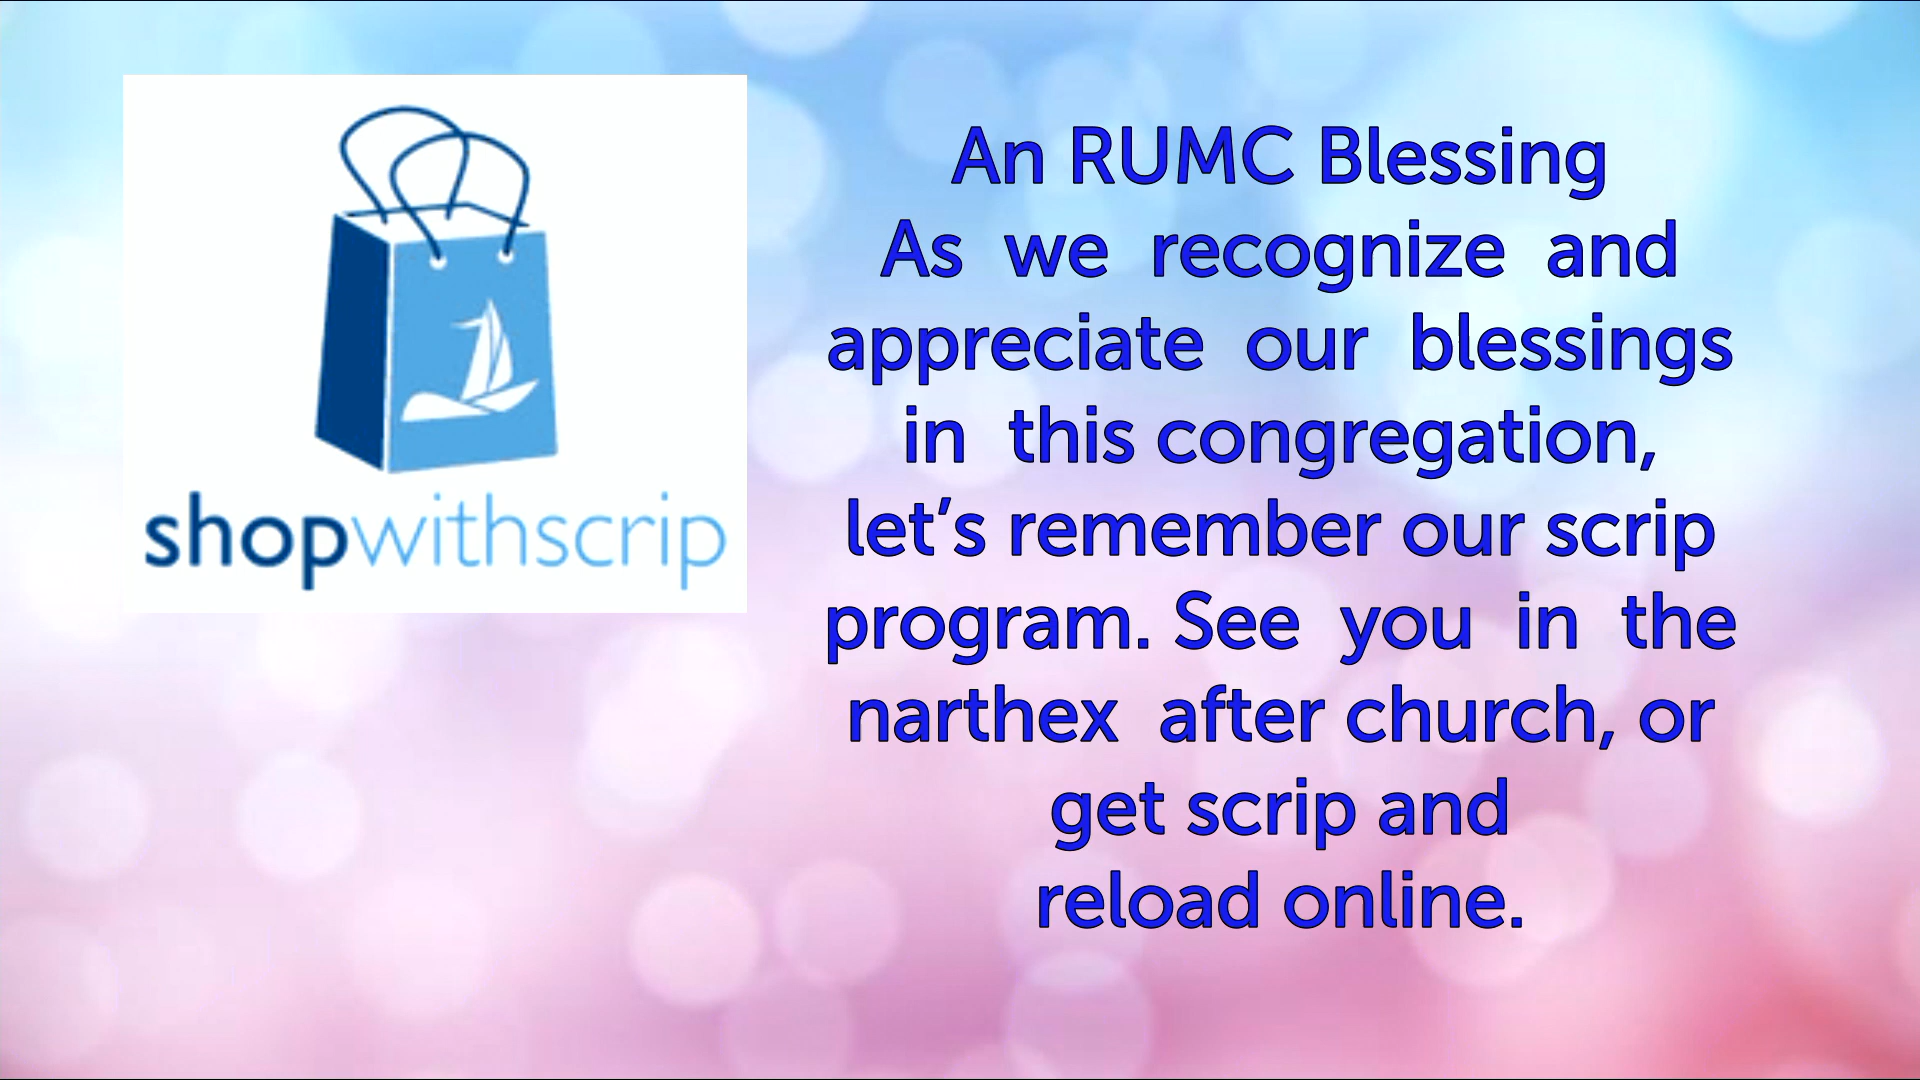 shopwithscrip
An RUMC Blessing
As we recognize and
appreciate our blessings
in this congregation,
let’s remember our scrip
program. See you in the
narthex after church, or
get scrip and
reload online.